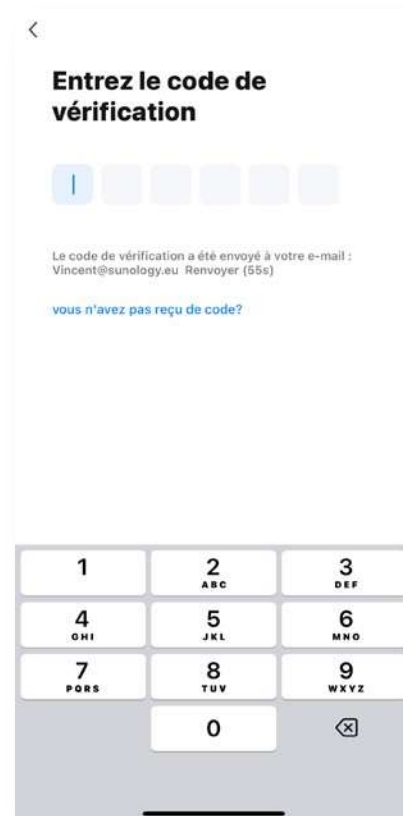 Entrez le code de
vérification
Le code de vérification a été envoyé à votre e-mail :
Vincent@sunology.eu Renvoyer (55s)
vous n'avez pas reçu de code?
1 2 3
ABC DEF
4 5 6
GHI JKL MNO
7 8 9
PQRS TUV WXYZ
0